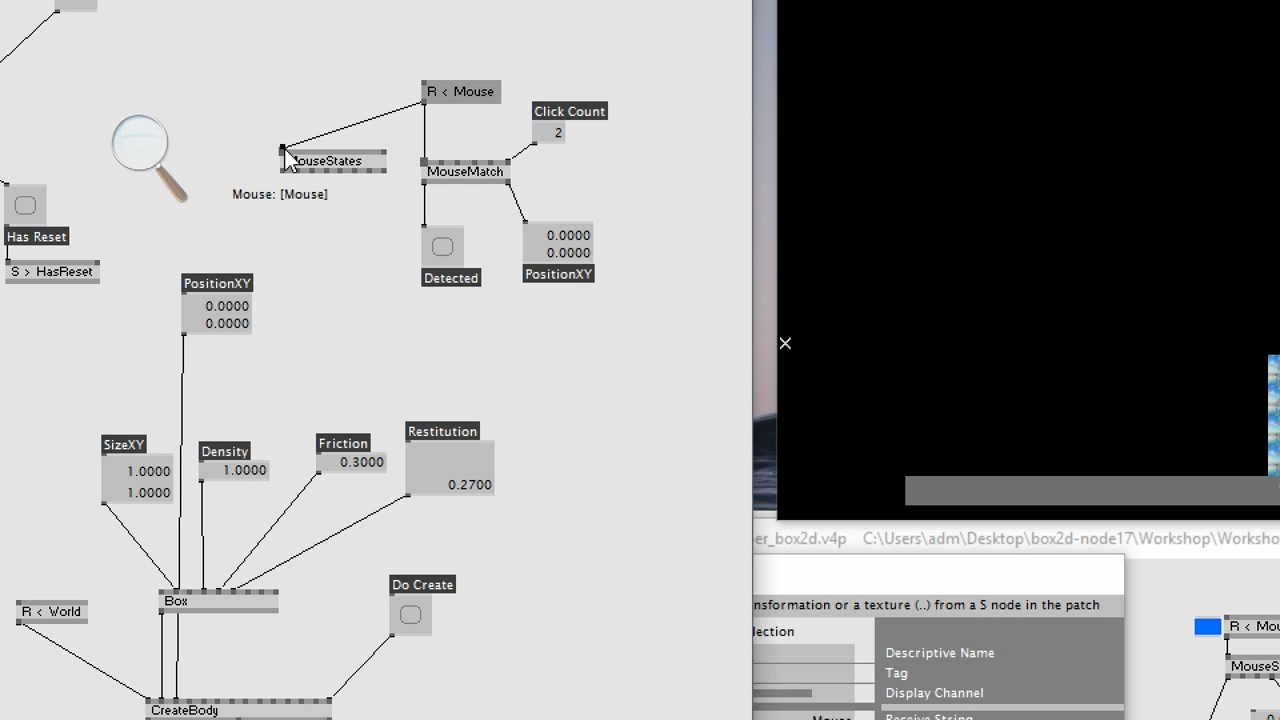 R < Mouse
Click Count
2
ouseStates
MouseMatch
Mouse: [Mouse]
Has Reset
S > HasReset
0.0000
0.0000
Detected
PositionXY
PositionXY
0.0000
0.0000
SizeXY
1.0000
1.0000
Density
1.0000
Friction
0.3000
Restitution
0.2700
er_box2d.v4p C:\Users\adm\Desktop\box2d-node17\Workshop\Worksho
Do Create
Box
R < World
CreateBody
nsformation or a texture (..) from a S node in the patch
lection
Descriptive Name
Tag
Display Channel
Receive String
Mouse
R < Mou
MouseS